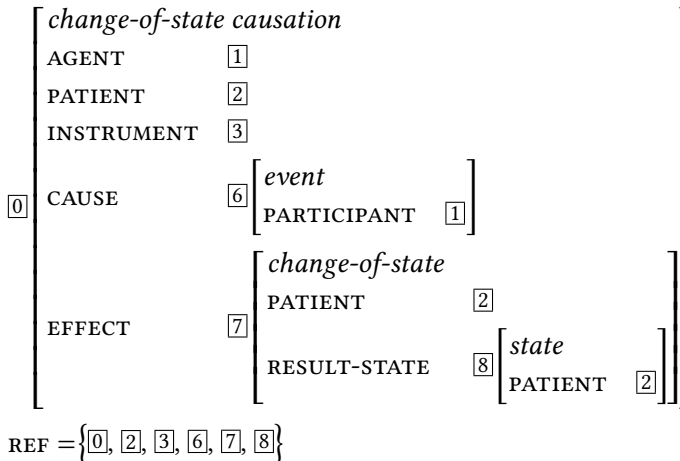 change-of-state causation
AGENT 1
PATIENT 2
INSTRUMENT 3
0 CAUSE 6 event
PARTICIPANT 1
EFFECT 7 change-of-state
PATIENT 2
RESULT-STATE 8 state
PATIENT 2
REF ={0, 2, 3, 6, 7, 8}